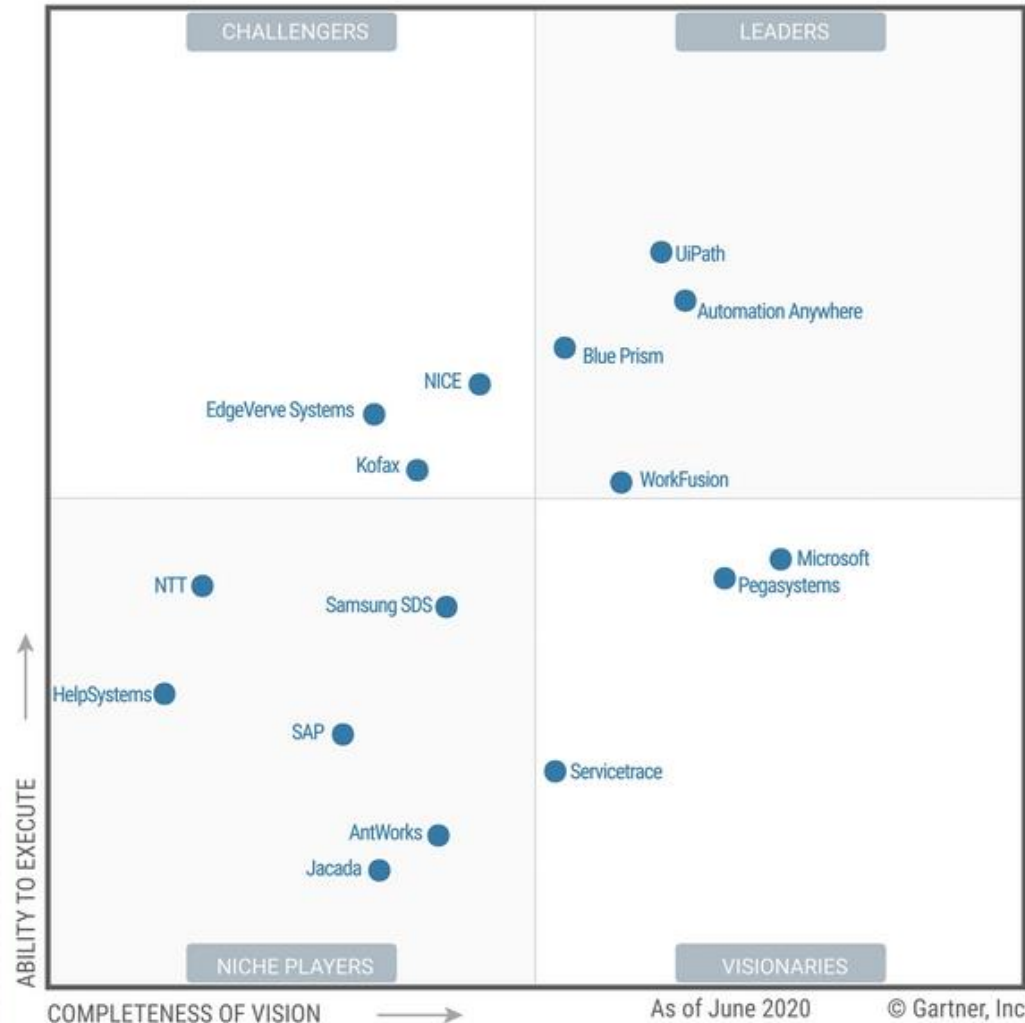 CHALLENGERS
LEADERS
UiPath
Automation Anywhere
Blue Prism
NICE
EdgeVerve Systems
Kofax
WorkFusion
Microsoft
Pegasystems
NTT
Samsung SDS
HelpSystems
SAP
Servicetrace
AntWorks
Jacada
NICHE PLAYERS
VISIONARIES
ABILITY TO EXECUTE
COMPLETENESS OF VISION
As of June 2020
© Gartner, Inc